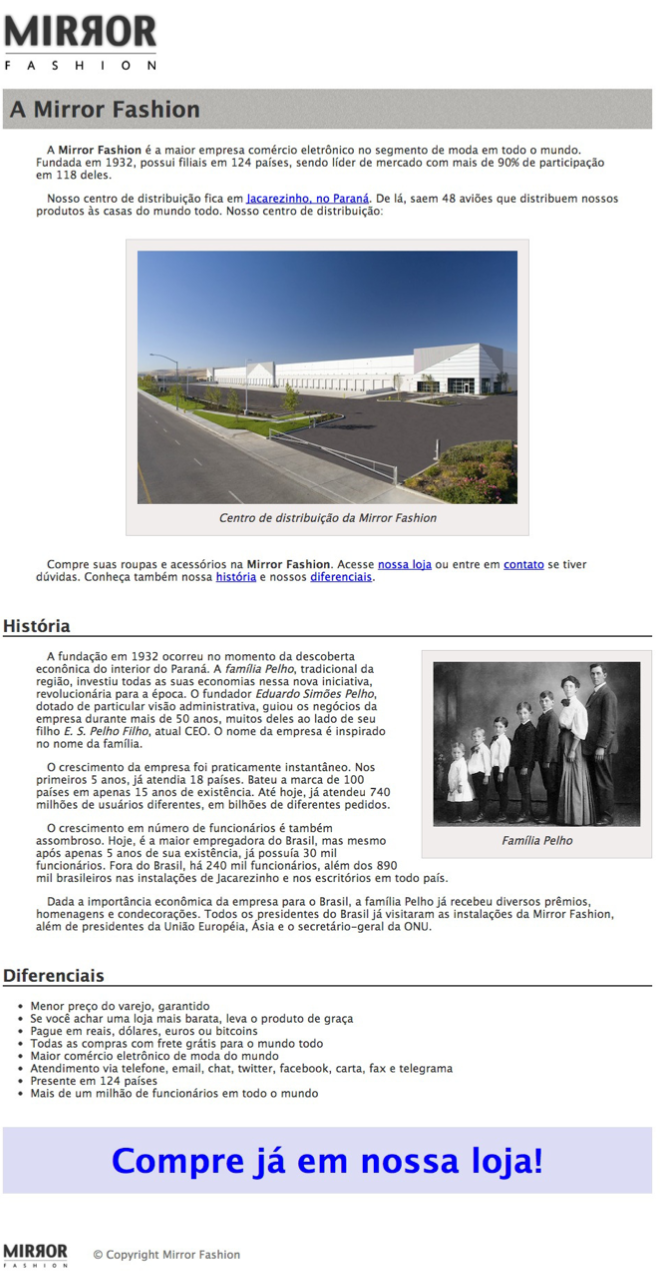 MIRЯOR
FASHION
A Mirror Fashion
A Mirror Fashion é a maior empresa comércio eletrônico no segmento de moda em todo o mundo.
Fundada em 1932, possui filiais em 124 países, sendo líder de mercado com mais de 90% de participação
em 118 deles.
Nosso centro de distribuição fica em Jacarezinho, no Paraná. De lá, saem 48 aviões que distribuem nossos
produtos às casas do mundo todo. Nosso centro de distribuição:
Centro de distribuição da Mirror Fashion
Compre suas roupas e acessórios na Mirror Fashion. Acesse nossa loja ou entre em contato se tiver
dúvidas. Conheça também nossa história e nossos diferenciais.
História
A fundação em 1932 ocorreu no momento da descoberta
econônica do interior do Paraná. A família Pelho, tradicional da
região, investiu todas as suas economias nessa nova iniciativa,
revolucionária para a época. O fundador Eduardo Simões Pelho,
dotado de particular visão administrativa, guiou os negócios da
empresa durante mais de 50 anos, muitos deles ao lado de seu
filho E. S. Pelho Filho, atual CEO. O nome da empresa é inspirado
no nome da família.
O crescimento da empresa foi praticamente instantâneo. Nos
primeiros 5 anos, já atendia 18 países. Bateu a marca de 100
países em apenas 15 anos de existência. Até hoje, já atendeu 740
milhões de usuários diferentes, em bilhões de diferentes pedidos.
O crescimento em número de funcionários é também
assombroso. Hoje, é a maior empregadora do Brasil, mas mesmo
após apenas 5 anos de sua existência, já possuía 30 mil
funcionários. Fora do Brasil, há 240 mil funcionários, além dos 890
mil brasileiros nas instalações de Jacarezinho e nos escritórios em todo país.
Família Pelho
Dada a importância econômica da empresa para o Brasil, a família Pelho já recebeu diversos prêmios,
homenagens e condecorações. Todos os presidentes do Brasil já visitaram as instalações da Mirror Fashion,
além de presidentes da União Européia, Ásia e o secretário-geral da ONU.
Diferenciais
• Menor preço do varejo, garantido
• Se você achar uma loja mais barata, leva o produto de graça
• Pague em reais, dólares, euros ou bitcoins
• Todas as compras com frete grátis para o mundo todo
• Maior comércio eletrônico de moda do mundo
• Atendimento via telefone, email, chat, twitter, facebook, carta, fax e telegrama
• Presente em 124 países
• Mais de um milhão de funcionários em todo o mundo
Compre já em nossa loja!
MIRЯOR
FASHION
© Copyright Mirror Fashion